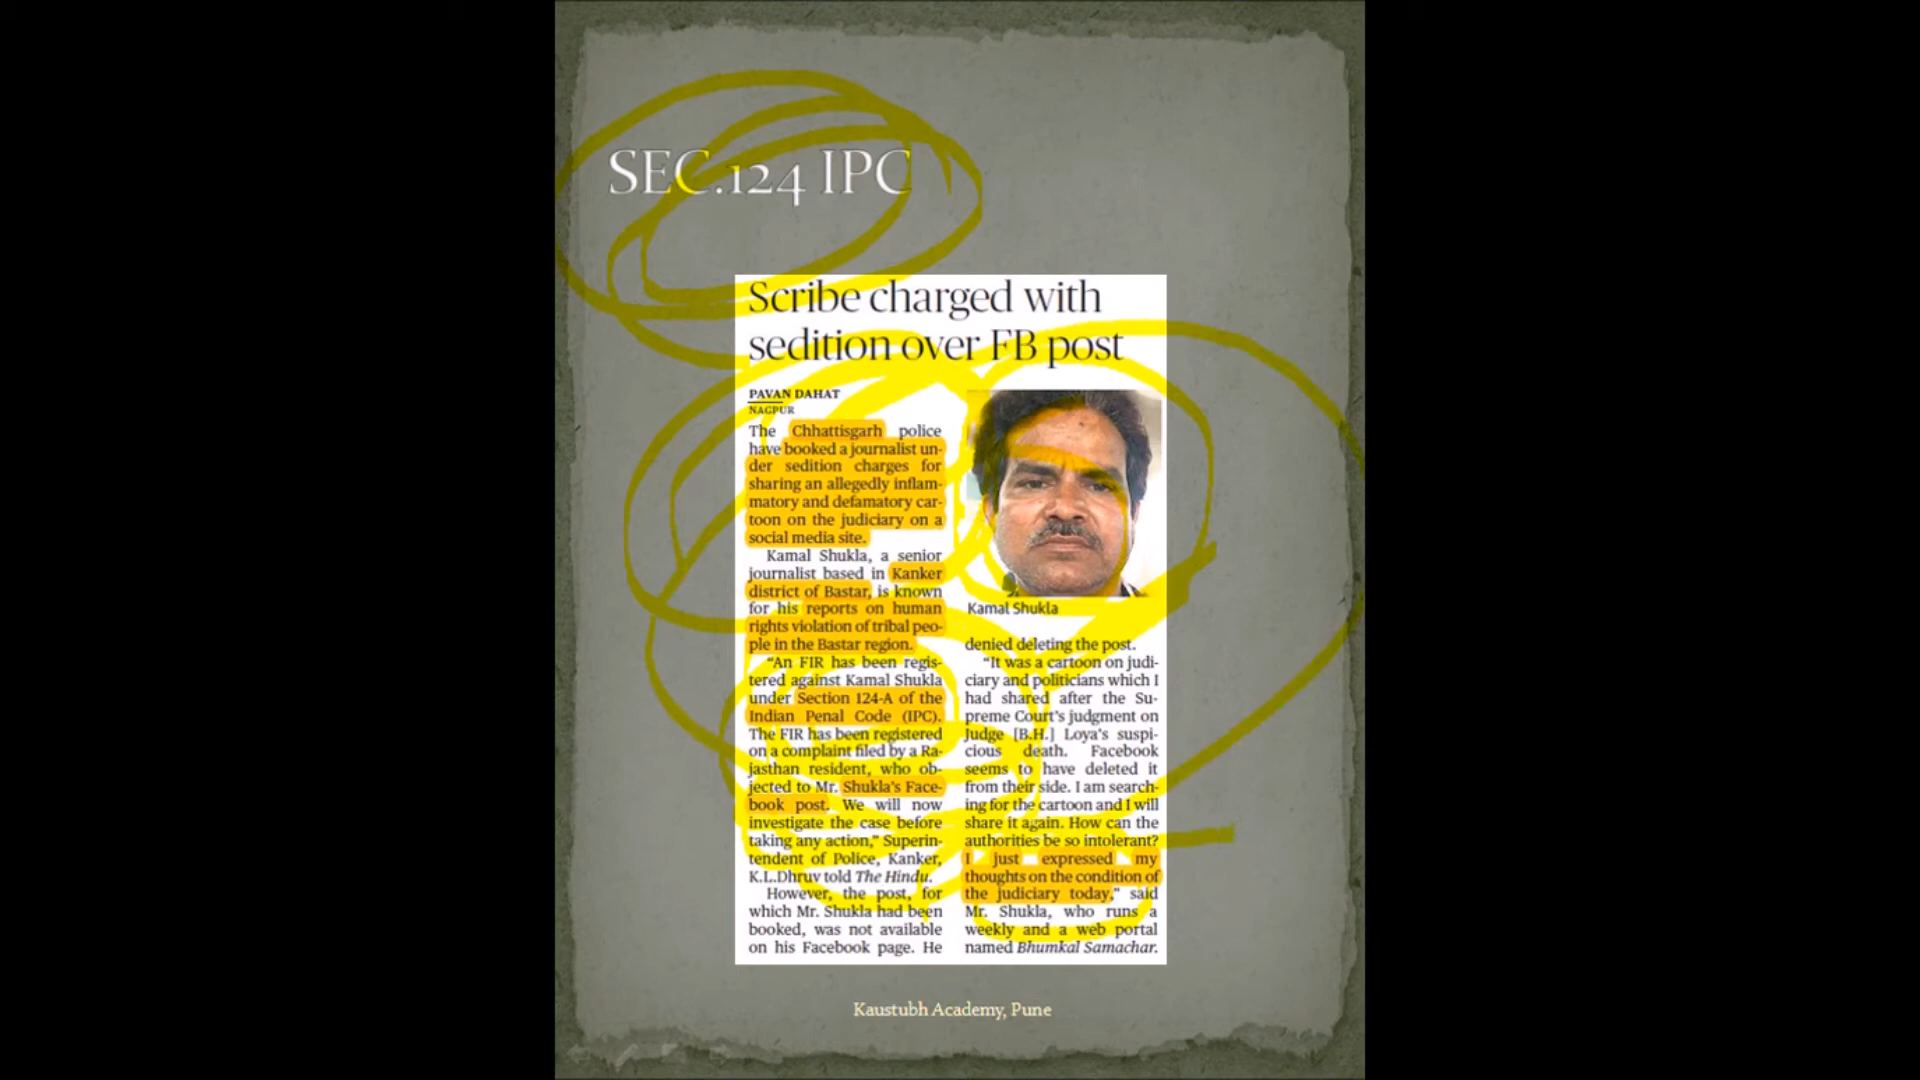 SEC.124 IPC
Scribe charged with
sedition over FB post
PAVAN DAHAT
NAGPUR
The Chhattisgarh police
have booked a journalist un-
der sedition charges for
sharing an allegedly inflam-
matory and defamatory car-
toon on the judiciary on a
social media site.
Kamal Shukla, a senior
journalist based in Kanker
district of Bastar, is known
for his reports on human
rights violation of tribal peo-
ple in the Bastar region.
“An FIR has been regis-
tered against Kamal Shukla
under Section 124-A of the
Indian Penal Code (IPC).
The FIR has been registered
on a complaint filed by a Ra-
jasthan resident, who ob-
jected to Mr. Shukla’s Face-
book post. We will now
investigate the case before
taking any action,” Superin-
tendent of Police, Kanker,
K.L.Dhruv told The Hindu.
However, the post, for
which Mr. Shukla had been
booked, was not available
on his Facebook page. He
Kamal Shukla
denied deleting the post.
“It was a cartoon on judi-
ciary and politicians which I
had shared after the Su-
preme Court’s judgment on
Judge [B.H.] Loya’s suspi-
cious death. Facebook
seems to have deleted it
from their side. I am search-
ing for the cartoon and I will
share it again. How can the
authorities be so intolerant?
I just expressed my
thoughts on the condition of
the judiciary today,” said
Mr. Shukla, who runs a
weekly and a web portal
named Bhumkal Samachar.
Kaustubh Academy, Pune